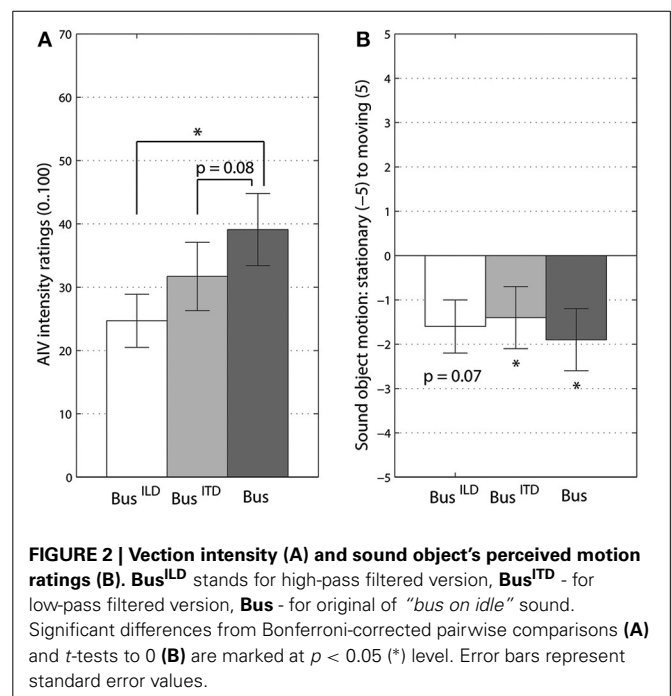 A
B
70
60
50
40
30
20
10
0
AIV intensity ratings (0..100)
*
p = 0.08
Bus ILD
Bus ITD
Bus
5
4
3
2
1
0
−1
−2
−3
−4
−5
Sound object motion: stationary (−5) to moving (5)
p = 0.07
*
*
Bus ILD
Bus ITD
Bus
FIGURE 2 | Vection intensity (A) and sound object's perceived motion
ratings (B). Bus^ILD stands for high-pass filtered version, Bus^ITD - for
low-pass filtered version, Bus - for original of "bus on idle" sound.
Significant differences from Bonferroni-corrected pairwise comparisons (A)
and t-tests to 0 (B) are marked at p < 0.05 (*) level. Error bars represent
standard error values.